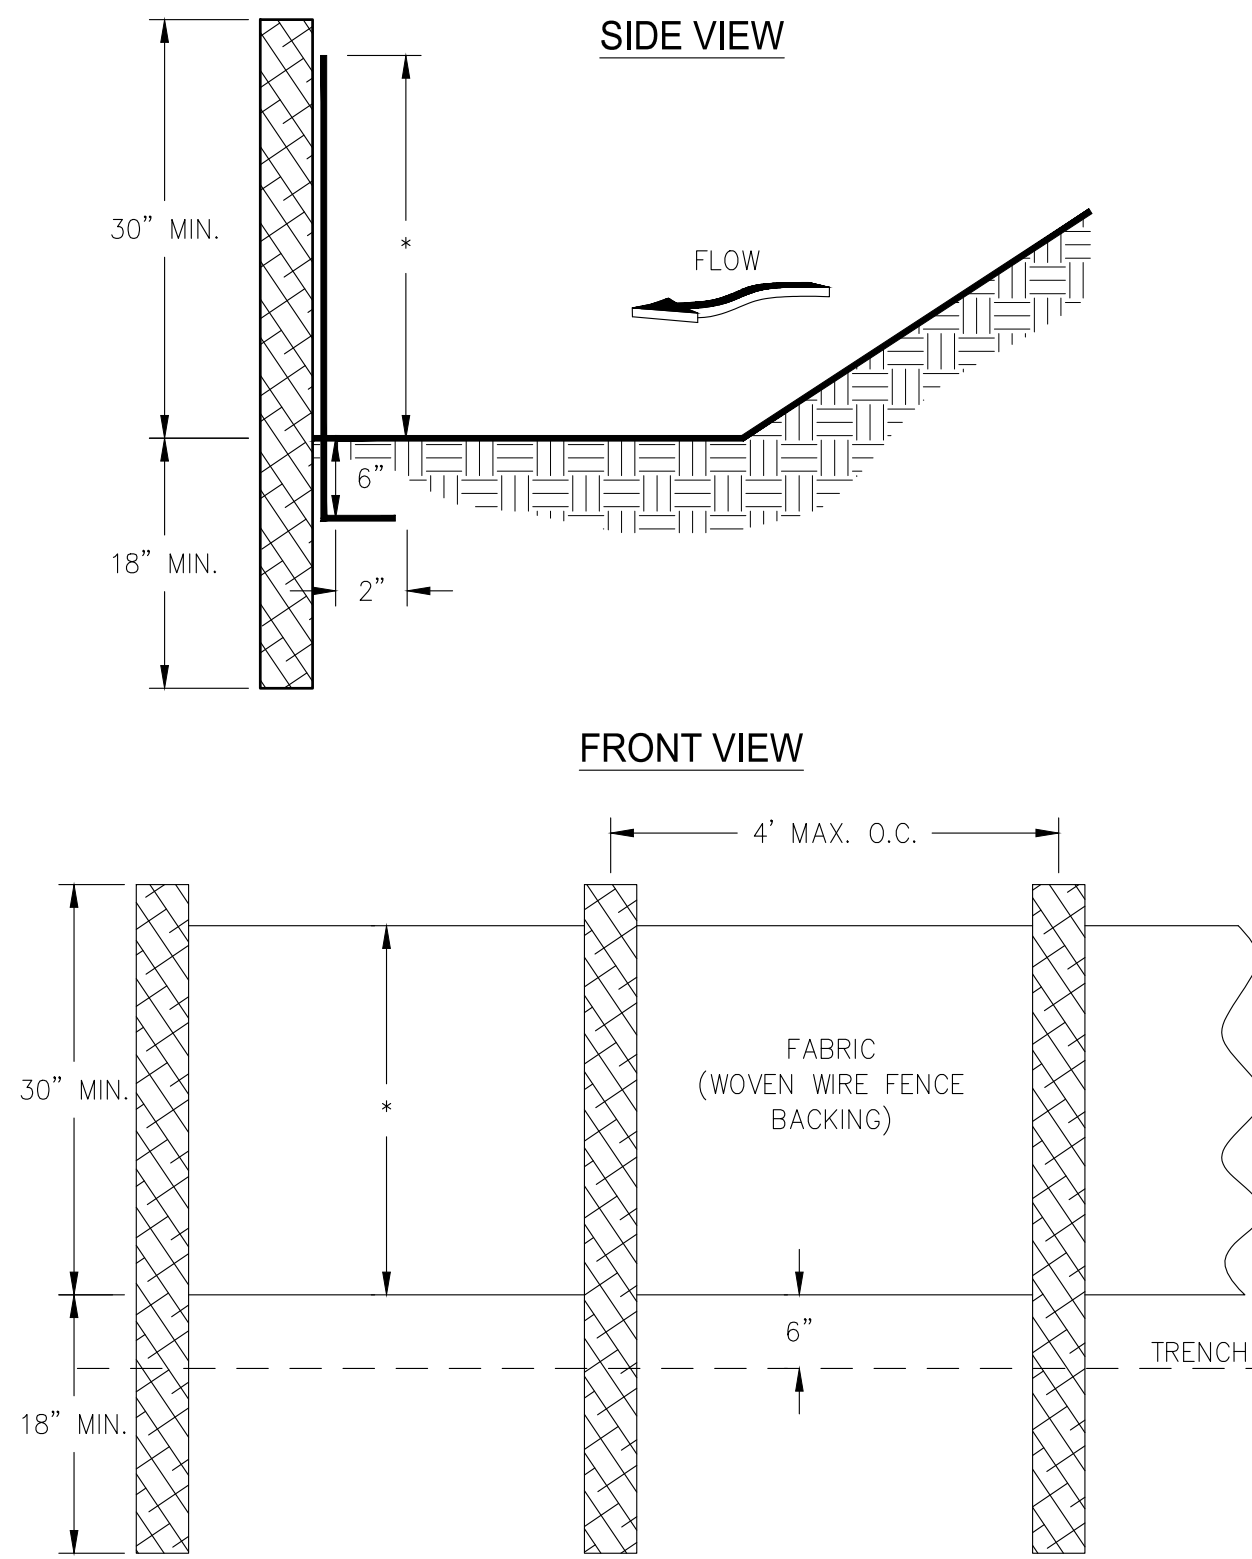 SIDE VIEW
30” MIN.
*
FLOW
6”
18” MIN.
2”
FRONT VIEW
4’ MAX. O.C.
FABRIC
(WOVEN WIRE FENCE
BACKING)
30” MIN.
*
6”
TRENCH
18” MIN.